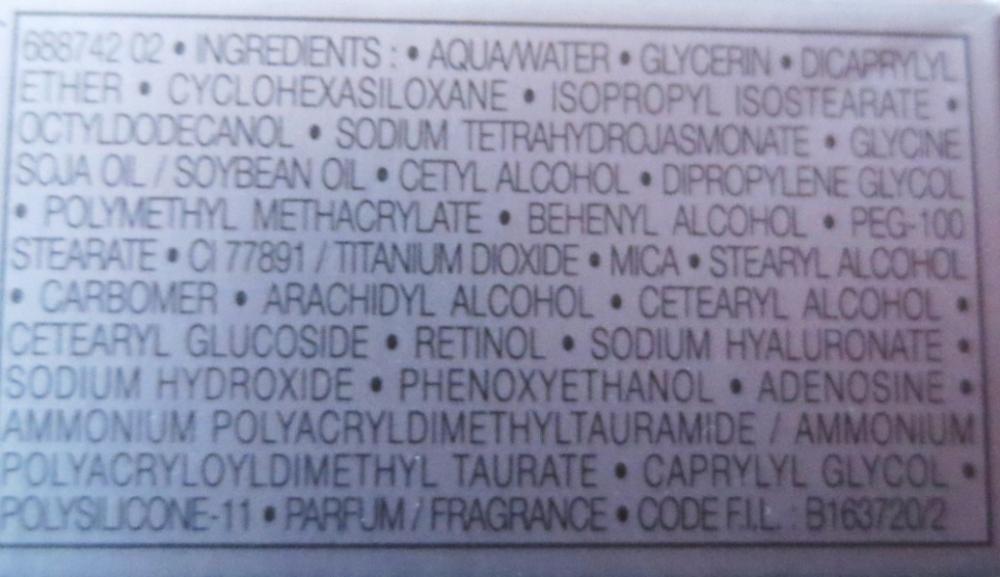 688742 02 • INGREDIENTS : • AQUA/WATER • GLYCERIN • DICAPRYLYL
ETHER • CYCLOHEXASILOXANE • ISOPROPYL ISOSTEARATE •
OCTYLDODECANOL • SODIUM TETRAHYDROJASMONATE • GLYCINE
SOJA OIL / SOYBEAN OIL • CETYL ALCOHOL • DIPROPYLENE GLYCOL
• POLYMETHYL METHACRYLATE • BEHENYL ALCOHOL • PEG-100
STEARATE • CI 77891 / TITANIUM DIOXIDE • MICA • STEARYL ALCOHOL
• CARBOMER • ARACHIDYL ALCOHOL • CETEARYL ALCOHOL •
CETEARYL GLUCOSIDE • RETINOL • SODIUM HYALURONATE •
SODIUM HYDROXIDE • PHENOXYETHANOL • ADENOSINE •
AMMONIUM POLYACRYLDIMETHYLTAURAMIDE / AMMONIUM
POLYACRYLOYLDIMETHYL TAURATE • CAPRYLYL GLYCOL •
POLYSILICONE-11 • PARFUM / FRAGRANCE • CODE F.I.L. : B163720/2